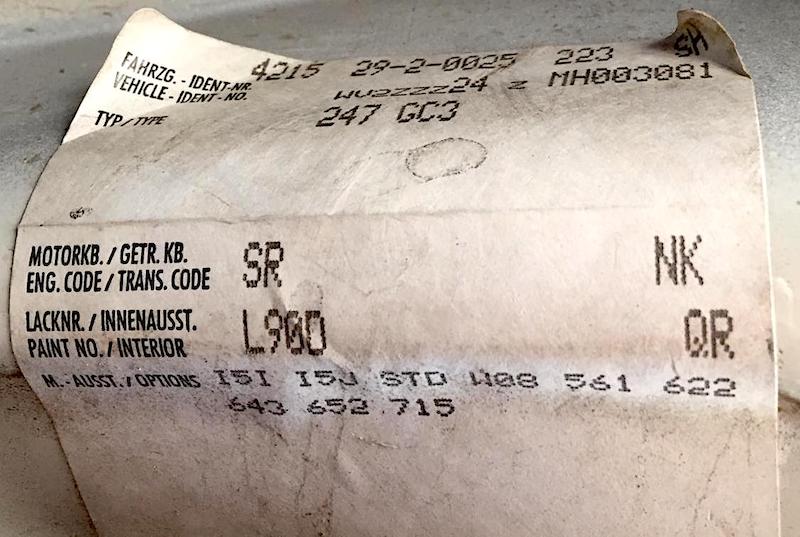 4215 29-2-0025 223 SH
FAHRZG.-IDENT-NR.
VEHICLE-IDENT-NO. WV2ZZZ24 Z MH003081
TYP/TYPE 247 GC3
MOTORKB. / GETR. KB.
ENG. CODE / TRANS. CODE SR NK
LACKNR. / INNENAUSST.
PAINT NO. / INTERIOR L90D QR
M.-AUSST./OPTIONS I5I I5J STD W08 561 622
643 652 715